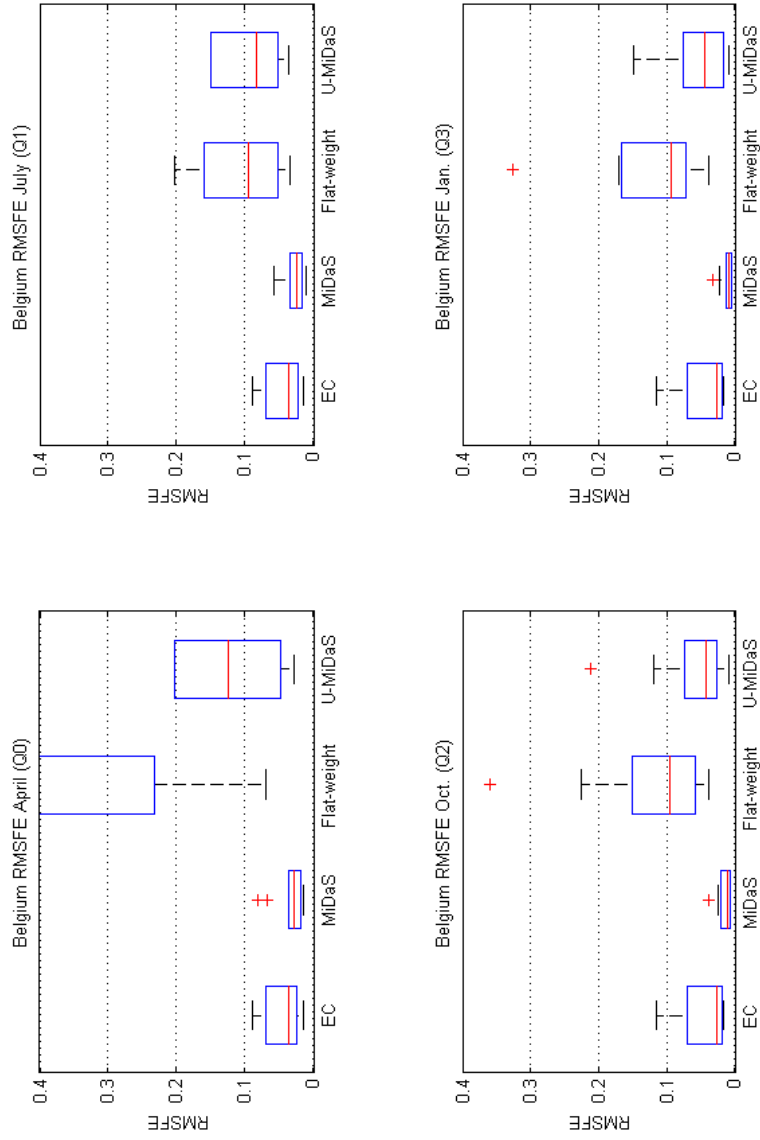 Belgium RMSFE April (Q0)
RMSFE
0.4
0.3
0.2
0.1
0
EC
MiDaS
Flat-weight
U-MiDaS
Belgium RMSFE July (Q1)
RMSFE
0.4
0.3
0.2
0.1
0
EC
MiDaS
Flat-weight
U-MiDaS
Belgium RMSFE Oct. (Q2)
RMSFE
0.4
0.3
0.2
0.1
0
EC
MiDaS
Flat-weight
U-MiDaS
Belgium RMSFE Jan. (Q3)
RMSFE
0.4
0.3
0.2
0.1
0
EC
MiDaS
Flat-weight
U-MiDaS